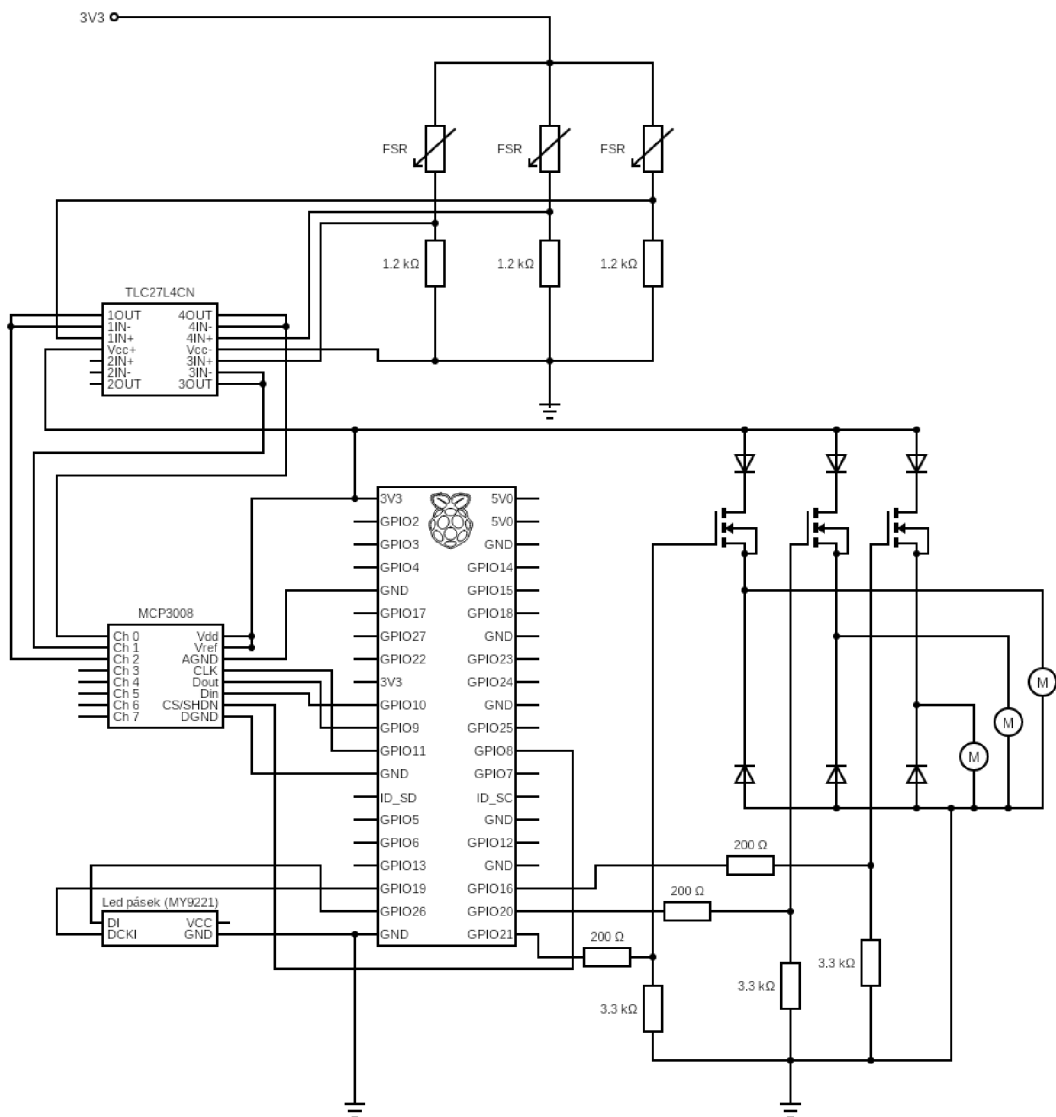 3V3
FSR
FSR
FSR
1.2 kΩ
1.2 kΩ
1.2 kΩ
TLC27L4CN
1OUT 4OUT
1IN- 4IN-
1IN+ 4IN+
Vcc+ Vcc-
2IN+ 3IN+
2IN- 3IN-
2OUT 3OUT
3V3 5V0
GPIO2 5V0
GPIO3 GND
GPIO4 GPIO14
GND GPIO15
GPIO17 GPIO18
GPIO27 GND
GPIO22 GPIO23
3V3 GPIO24
GPIO10 GND
GPIO9 GPIO25
GPIO11 GPIO8
GND GPIO7
ID_SD ID_SC
GPIO5 GND
GPIO6 GPIO12
GPIO13 GND
GPIO19 GPIO16
GPIO26 GPIO20
GND GPIO21
MCP3008
Ch 0 Vdd
Ch 1 Vref
Ch 2 AGND
Ch 3 CLK
Ch 4 Dout
Ch 5 Din
Ch 6 CS/SHDN
Ch 7 DGND
M
M
M
Led pásek (MY9221)
DI VCC
DCKI GND
200 Ω
200 Ω
200 Ω
3.3 kΩ
3.3 kΩ
3.3 kΩ